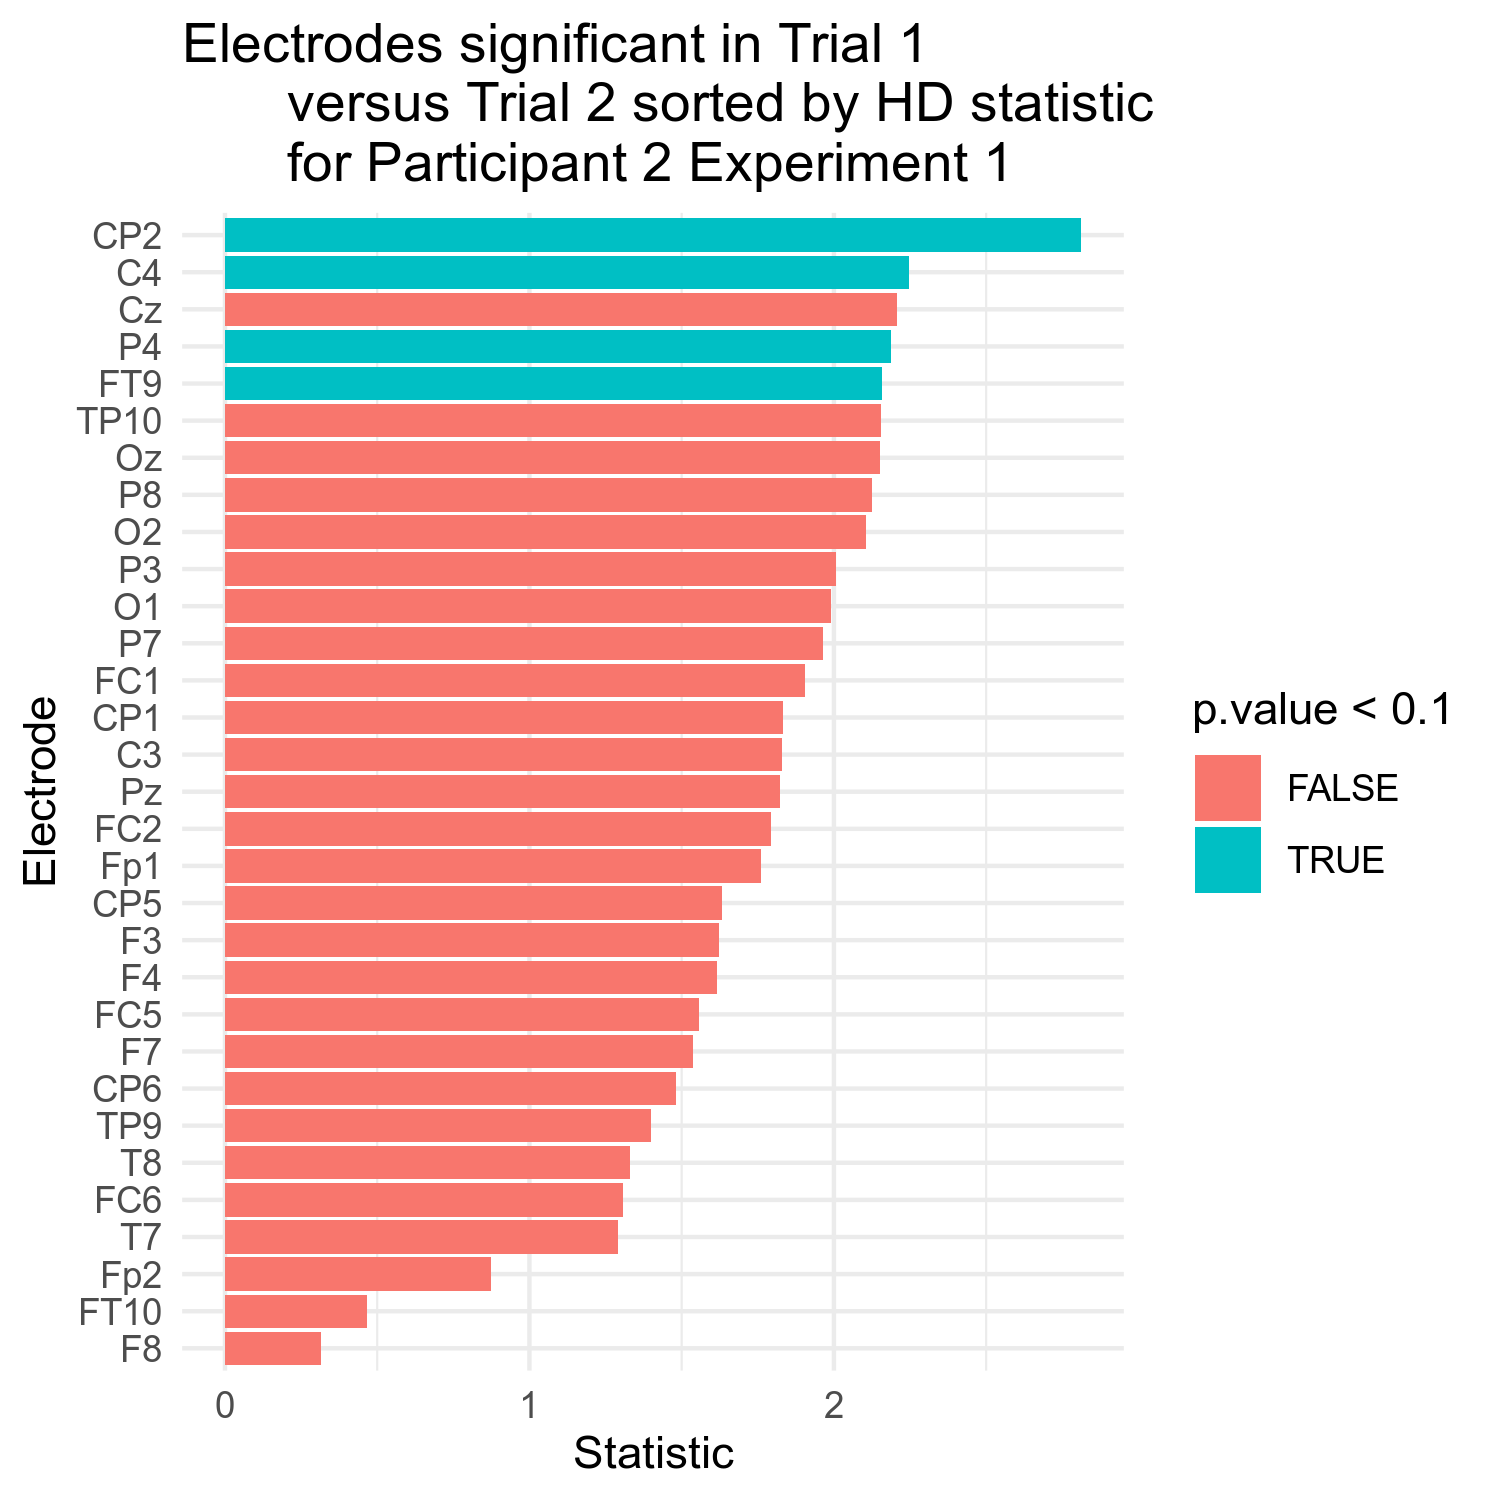 Electrodes significant in Trial 1
versus Trial 2 sorted by HD statistic
for Participant 2 Experiment 1
Electrode
CP2
C4
Cz
P4
FT9
TP10
Oz
P8
O2
P3
O1
P7
FC1
CP1
C3
Pz
FC2
Fp1
CP5
F3
F4
FC5
F7
CP6
TP9
T8
FC6
T7
Fp2
FT10
F8
0 1 2
Statistic
p.value < 0.1
FALSE
TRUE